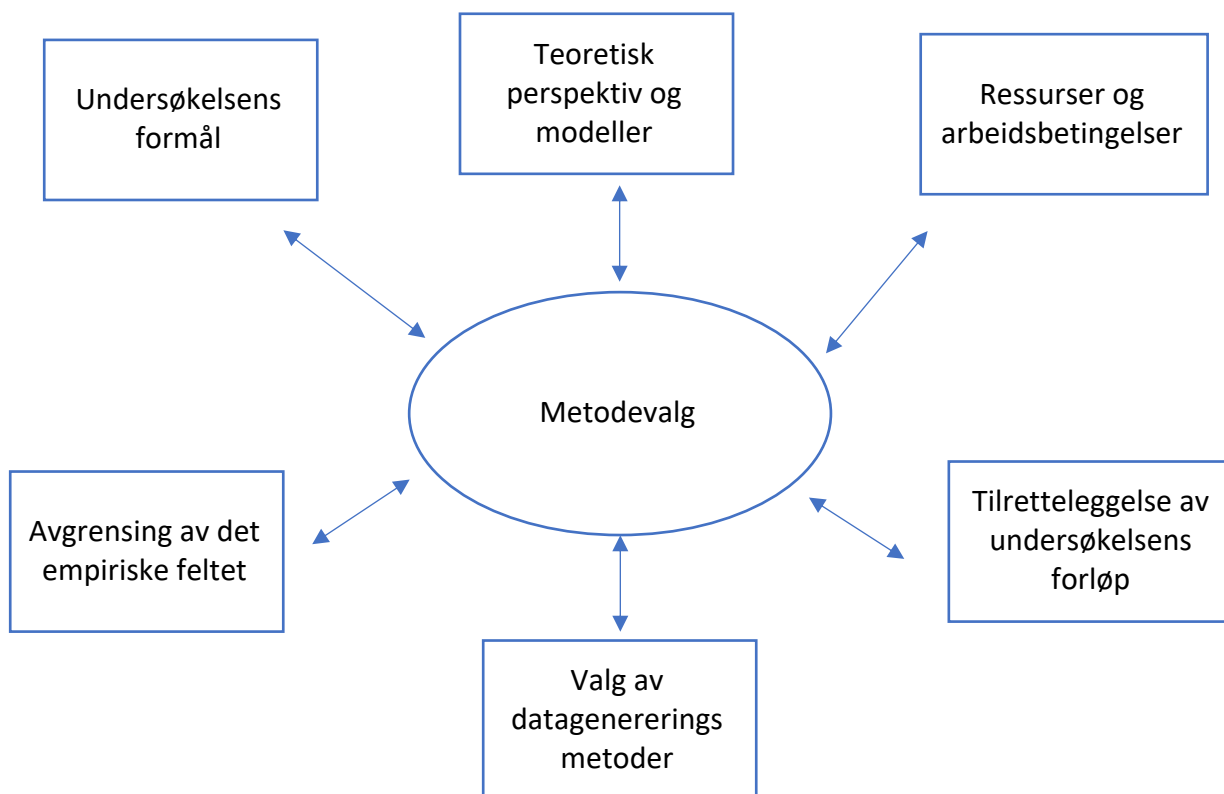 Undersøkelsens
formål
Teoretisk
perspektiv og
modeller
Ressurser og
arbeidsbetingelser
Metodevalg
Avgrensing av det
empiriske feltet
Tilretteleggelse av
undersøkelsens
forløp
Valg av
datagenererings
metoder